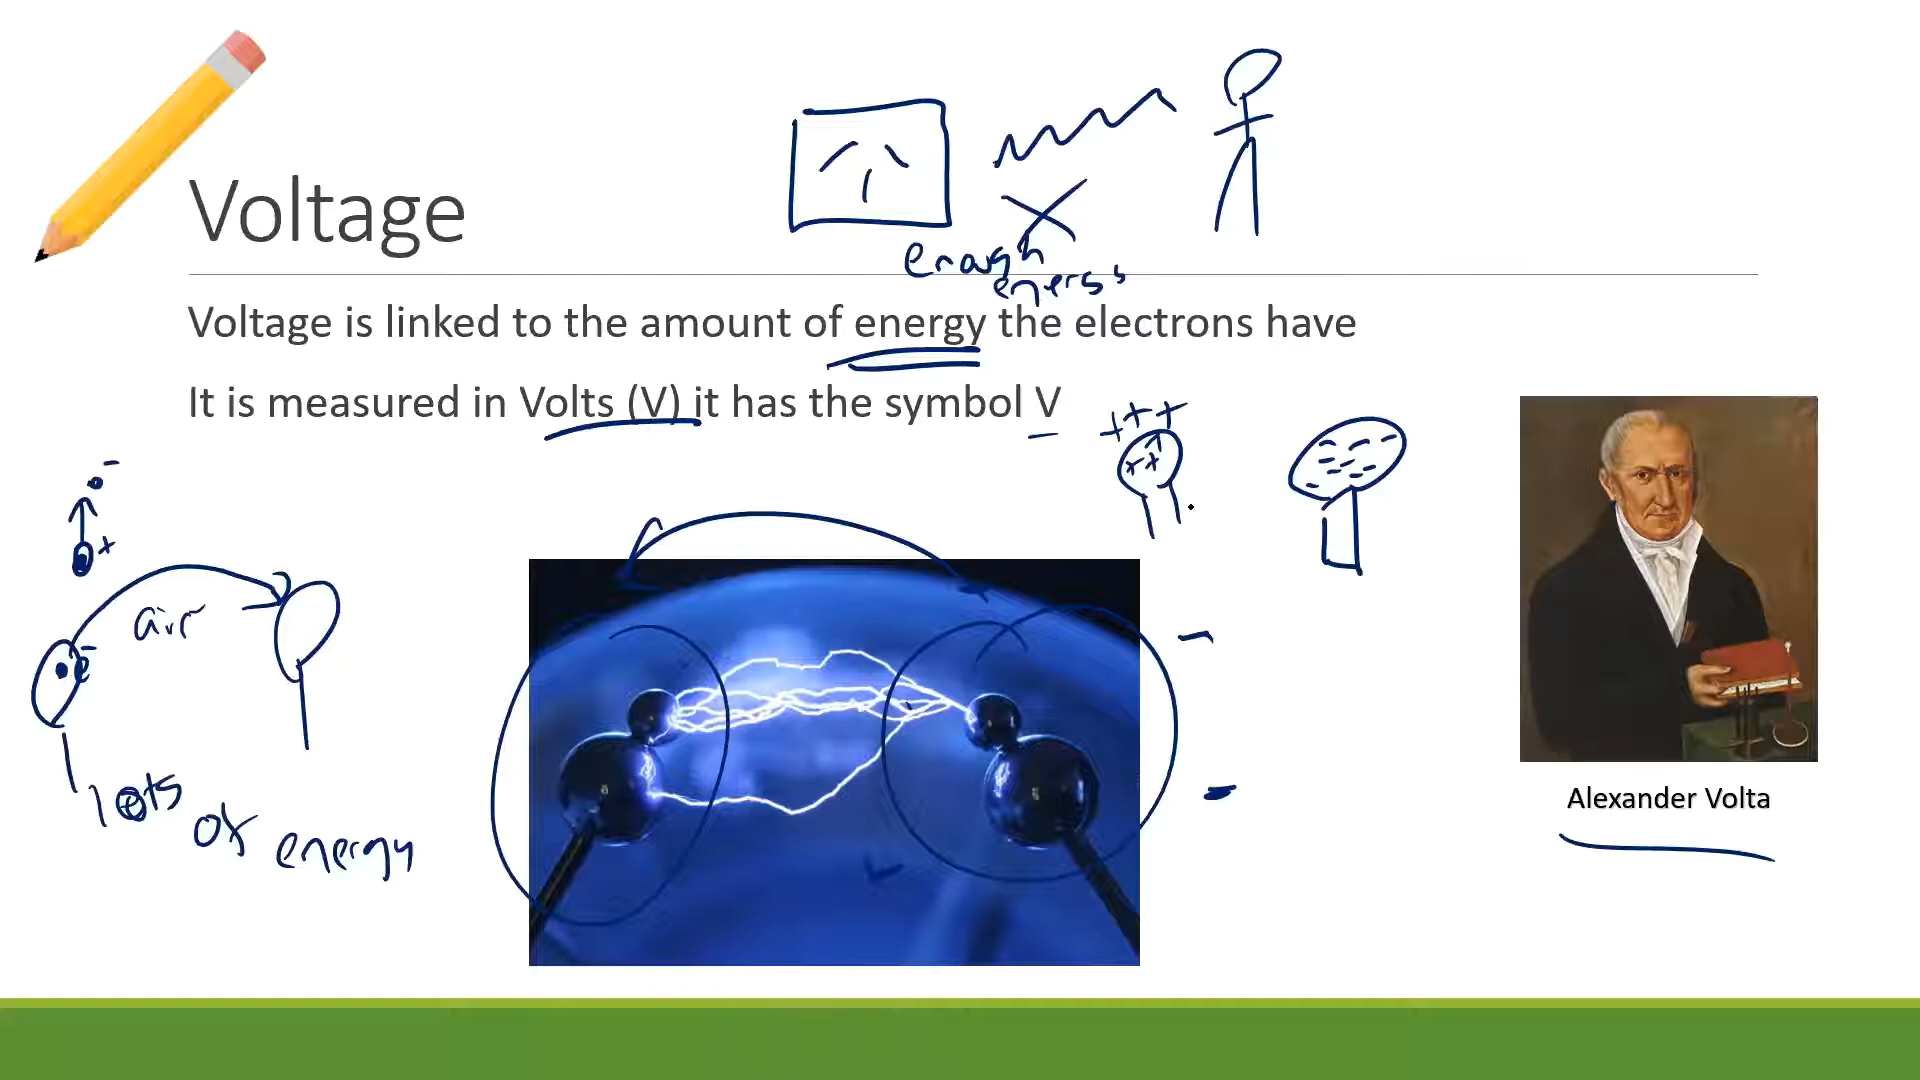 Voltage
enough
energy
Voltage is linked to the amount of energy the electrons have
It is measured in Volts (V) it has the symbol V
+++
++
-
+
air
e-
lots of energy
Alexander Volta